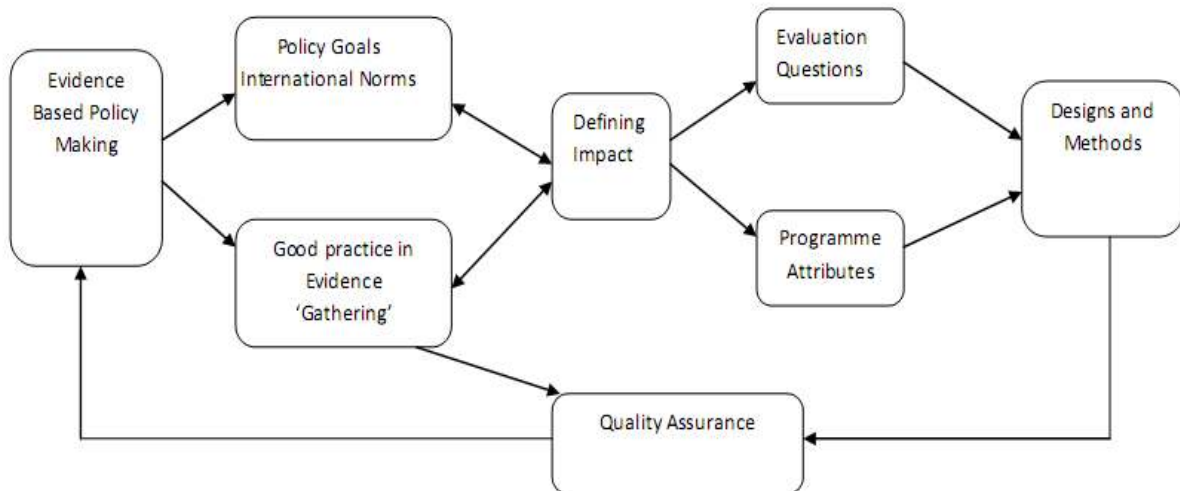 Evidence
Based Policy
Making
Policy Goals
International Norms
Good practice in
Evidence
‘Gathering’
Defining
Impact
Evaluation
Questions
Programme
Attributes
Designs and
Methods
Quality Assurance